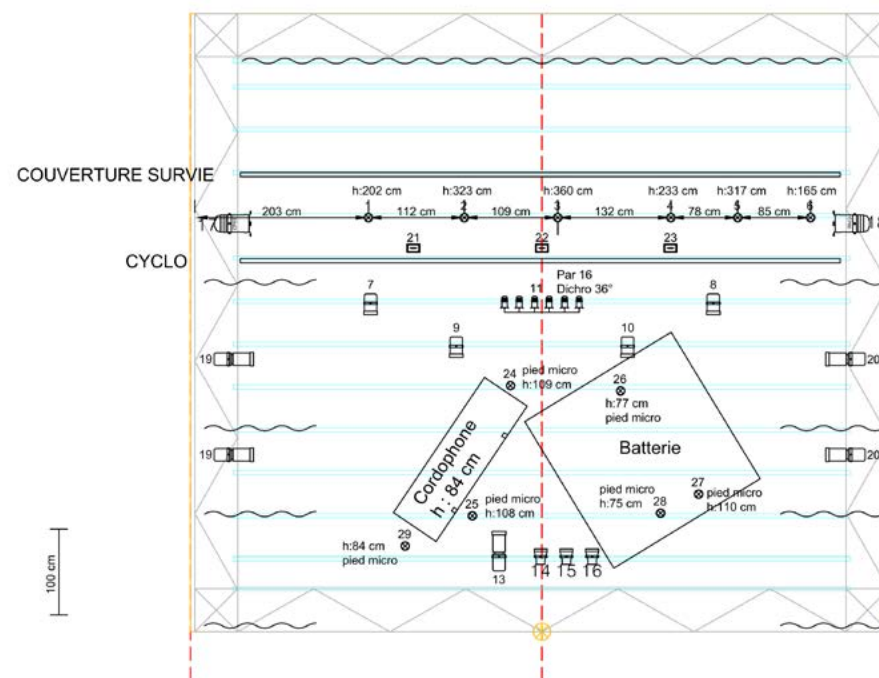 COUVERTURE SURVIE
h:202 cm
h:323 cm
h:360 cm
h:233 cm
h:317 cm
h:165 cm
1
2
3
4
5
6
17
203 cm
112 cm
109 cm
132 cm
78 cm
85 cm
21
22
23
CYCLO
7
11
Par 16
Dichro 36°
8
9
10
19
20
24
pied micro
h:109 cm
26
h:77 cm
pied micro
Cordophone
h : 84 cm
Batterie
19
20
27
pied micro
h:110 cm
pied micro
h:75 cm
28
25
pied micro
h:108 cm
29
h:84 cm
pied micro
13
14
15
16
100 cm